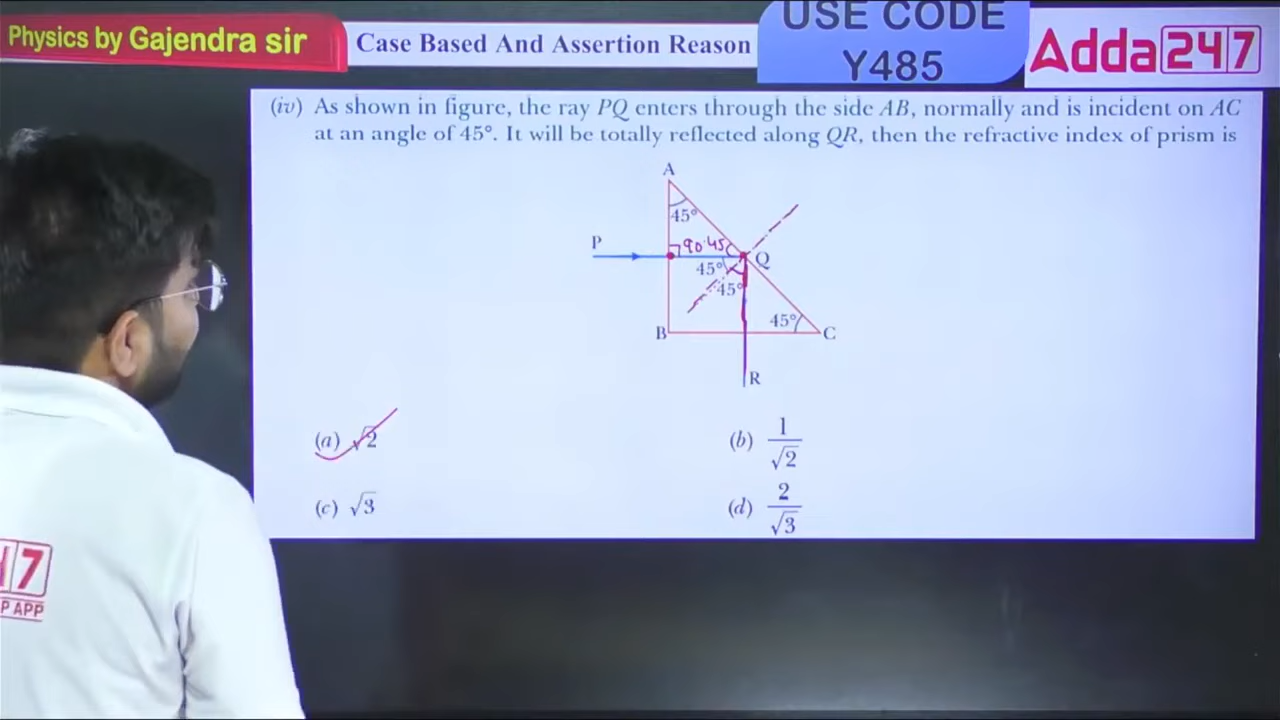 Physics by Gajendra sir
Case Based And Assertion Reason
USE CODE
Y485
Adda247
(iv) As shown in figure, the ray PQ enters through the side AB, normally and is incident on AC
at an angle of 45°. It will be totally reflected along QR, then the refractive index of prism is
A
45°
P
90·45
Q
45°
45°
45°
B
C
R
(a) √2
(b) 1/√2
(c) √3
(d) 2/√3
7
P APP